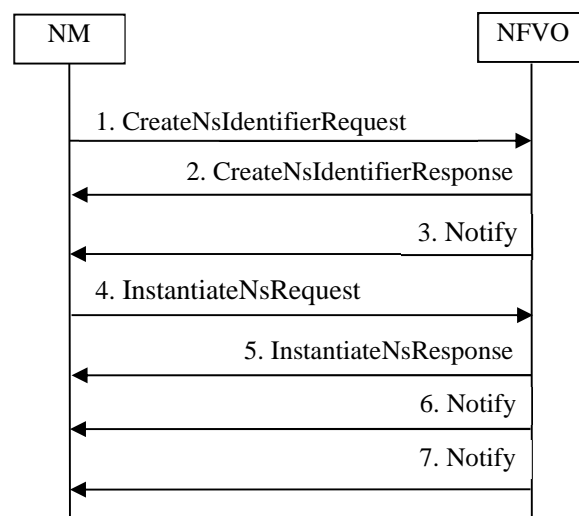 NM
NFVO
1. CreateNsIdentifierRequest
2. CreateNsIdentifierResponse
3. Notify
4. InstantiateNsRequest
5. InstantiateNsResponse
6. Notify
7. Notify